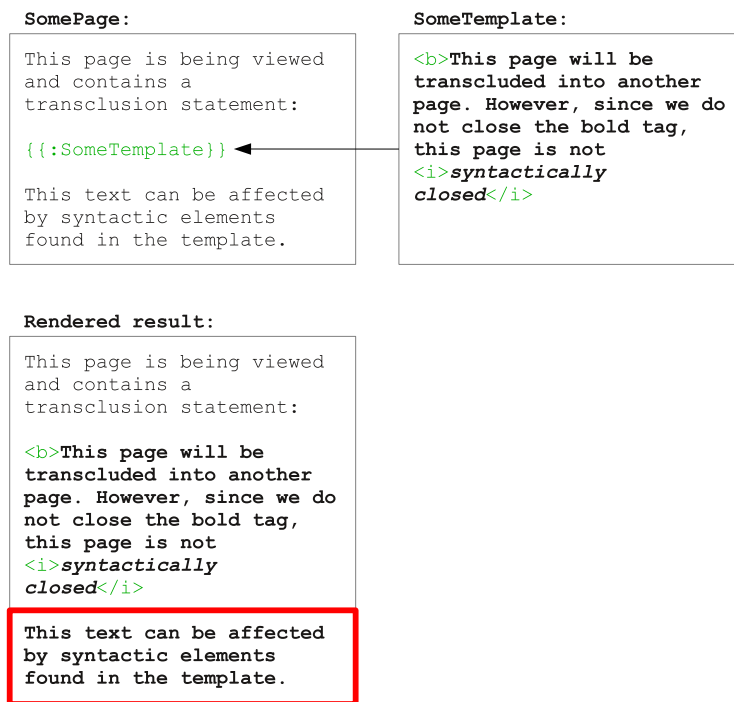 SomePage:
This page is being viewed
and contains a
transclusion statement:
{{:SomeTemplate}}
This text can be affected
by syntactic elements
found in the template.
SomeTemplate:
<b>This page will be
transcluded into another
page. However, since we do
not close the bold tag,
this page is not
<i>syntactically
closed</i>
Rendered result:
This page is being viewed
and contains a
transclusion statement:
<b>This page will be
transcluded into another
page. However, since we do
not close the bold tag,
this page is not
<i>syntactically
closed</i>
This text can be affected
by syntactic elements
found in the template.